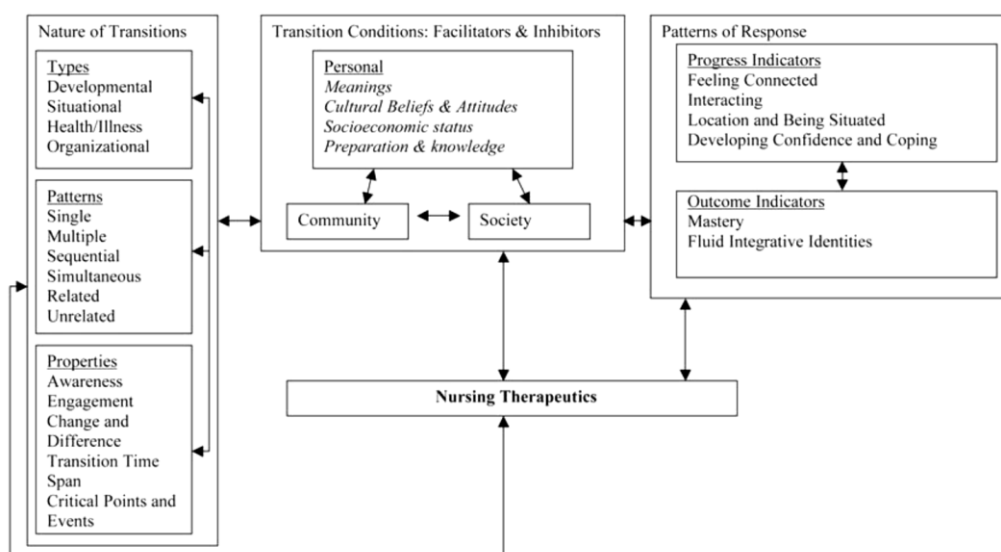 Nature of Transitions
Types
Developmental
Situational
Health/Illness
Organizational
Patterns
Single
Multiple
Sequential
Simultaneous
Related
Unrelated
Properties
Awareness
Engagement
Change and
Difference
Transition Time
Span
Critical Points and
Events
Transition Conditions: Facilitators & Inhibitors
Personal
Meanings
Cultural Beliefs & Attitudes
Socioeconomic status
Preparation & knowledge
Community
Society
Patterns of Response
Progress Indicators
Feeling Connected
Interacting
Location and Being Situated
Developing Confidence and Coping
Outcome Indicators
Mastery
Fluid Integrative Identities
Nursing Therapeutics